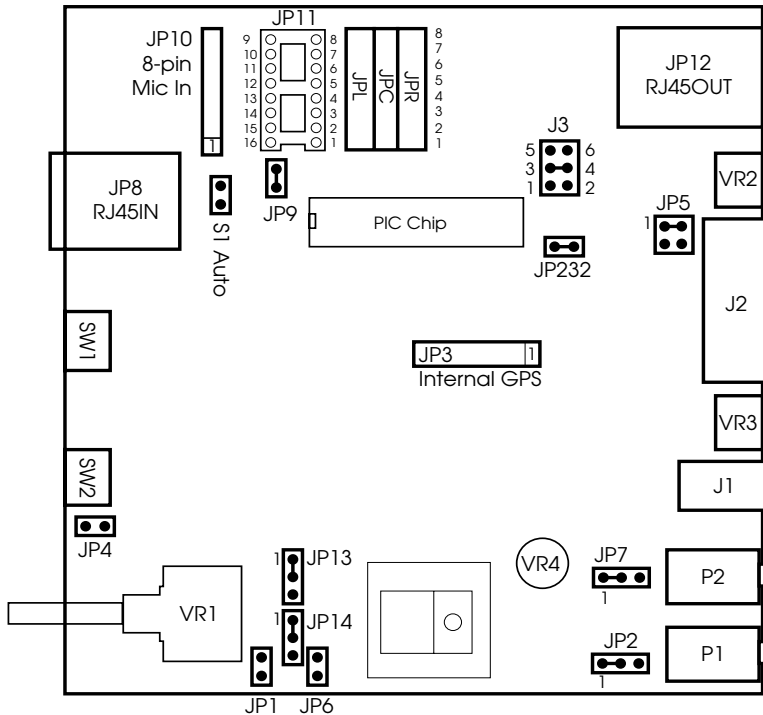 JP11
JP10
8-pin
Mic In
1
9 8
10 7
11 6
12 5
13 4
14 3
15 2
16 1
JPL
JPC
JPR
8
7
6
5
4
3
2
1
JP12
RJ45OUT
J3
5 6
3 4
1 2
VR2
JP8
RJ45IN
S1 Auto
JP9
PIC Chip
JP232
JP5
1
J2
SW1
JP3 1
Internal GPS
VR3
SW2
J1
JP4
1 JP13
VR4
JP7
1
P2
VR1
1 JP14
JP2
1
P1
JP1
JP6